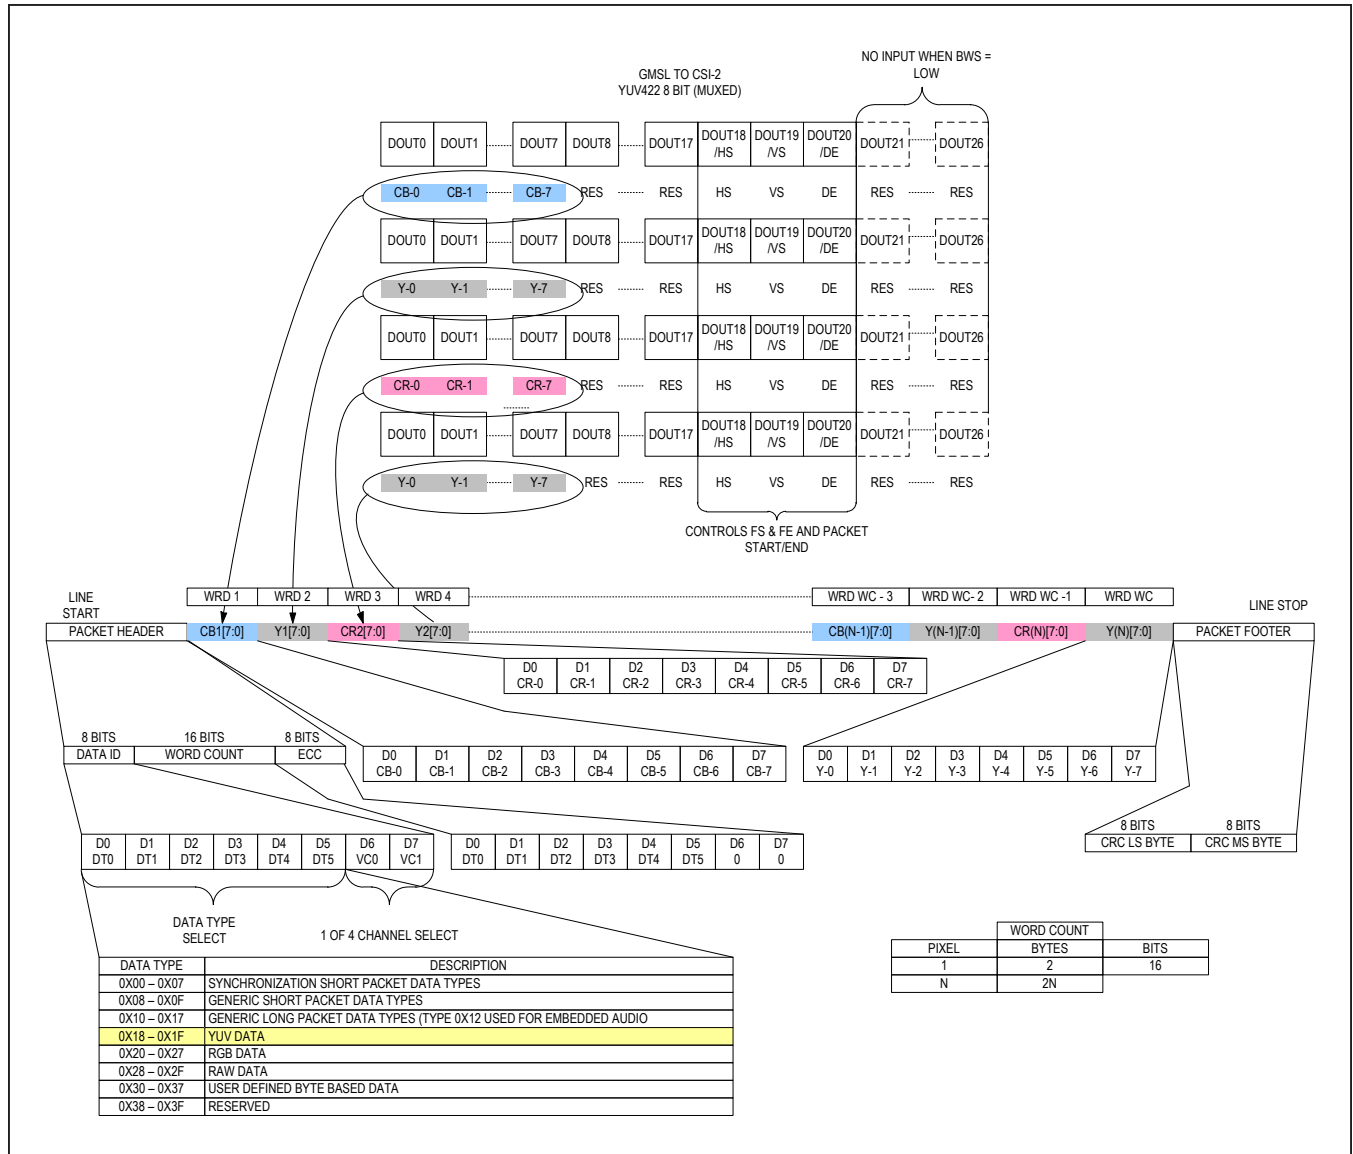 NO INPUT WHEN BWS =
LOW
GMSL TO CSI-2
YUV422 8 BIT (MUXED)
DOUT0 DOUT1 DOUT7 DOUT8 DOUT17 DOUT18 /HS DOUT19 /VS DOUT20 /DE DOUT21 DOUT26
CB-0 CB-1 CB-7 RES RES HS VS DE RES RES
DOUT0 DOUT1 DOUT7 DOUT8 DOUT17 DOUT18 /HS DOUT19 /VS DOUT20 /DE DOUT21 DOUT26
Y-0 Y-1 Y-7 RES RES HS VS DE RES RES
DOUT0 DOUT1 DOUT7 DOUT8 DOUT17 DOUT18 /HS DOUT19 /VS DOUT20 /DE DOUT21 DOUT26
CR-0 CR-1 CR-7 RES RES HS VS DE RES RES
DOUT0 DOUT1 DOUT7 DOUT8 DOUT17 DOUT18 /HS DOUT19 /VS DOUT20 /DE DOUT21 DOUT26
Y-0 Y-1 Y-7 RES RES HS VS DE RES RES
CONTROLS FS & FE AND PACKET
START/END
LINE
START
WRD 1 WRD 2 WRD 3 WRD 4 WRD WC - 3 WRD WC- 2 WRD WC -1 WRD WC
LINE STOP
PACKET HEADER CB1[7:0] Y1[7:0] CR2[7:0] Y2[7:0] CB(N-1)[7:0] Y(N-1)[7:0] CR(N)[7:0] Y(N)[7:0] PACKET FOOTER
D0 D1 D2 D3 D4 D5 D6 D7
CR-0 CR-1 CR-2 CR-3 CR-4 CR-5 CR-6 CR-7
8 BITS 16 BITS 8 BITS
DATA ID WORD COUNT ECC
D0 D1 D2 D3 D4 D5 D6 D7
CB-0 CB-1 CB-2 CB-3 CB-4 CB-5 CB-6 CB-7
D0 D1 D2 D3 D4 D5 D6 D7
Y-0 Y-1 Y-2 Y-3 Y-4 Y-5 Y-6 Y-7
D0 D1 D2 D3 D4 D5 D6 D7
DT0 DT1 DT2 DT3 DT4 DT5 VC0 VC1
D0 D1 D2 D3 D4 D5 D6 D7
DT0 DT1 DT2 DT3 DT4 DT5 0 0
8 BITS 8 BITS
CRC LS BYTE CRC MS BYTE
DATA TYPE
SELECT
1 OF 4 CHANNEL SELECT
WORD COUNT
PIXEL BYTES BITS
1 2 16
N 2N
DATA TYPE DESCRIPTION
0X00 – 0X07 SYNCHRONIZATION SHORT PACKET DATA TYPES
0X08 – 0X0F GENERIC SHORT PACKET DATA TYPES
0X10 – 0X17 GENERIC LONG PACKET DATA TYPES (TYPE 0X12 USED FOR EMBEDDED AUDIO
0X18 – 0X1F YUV DATA
0X20 – 0X27 RGB DATA
0X28 – 0X2F RAW DATA
0X30 – 0X37 USER DEFINED BYTE BASED DATA
0X38 – 0X3F RESERVED